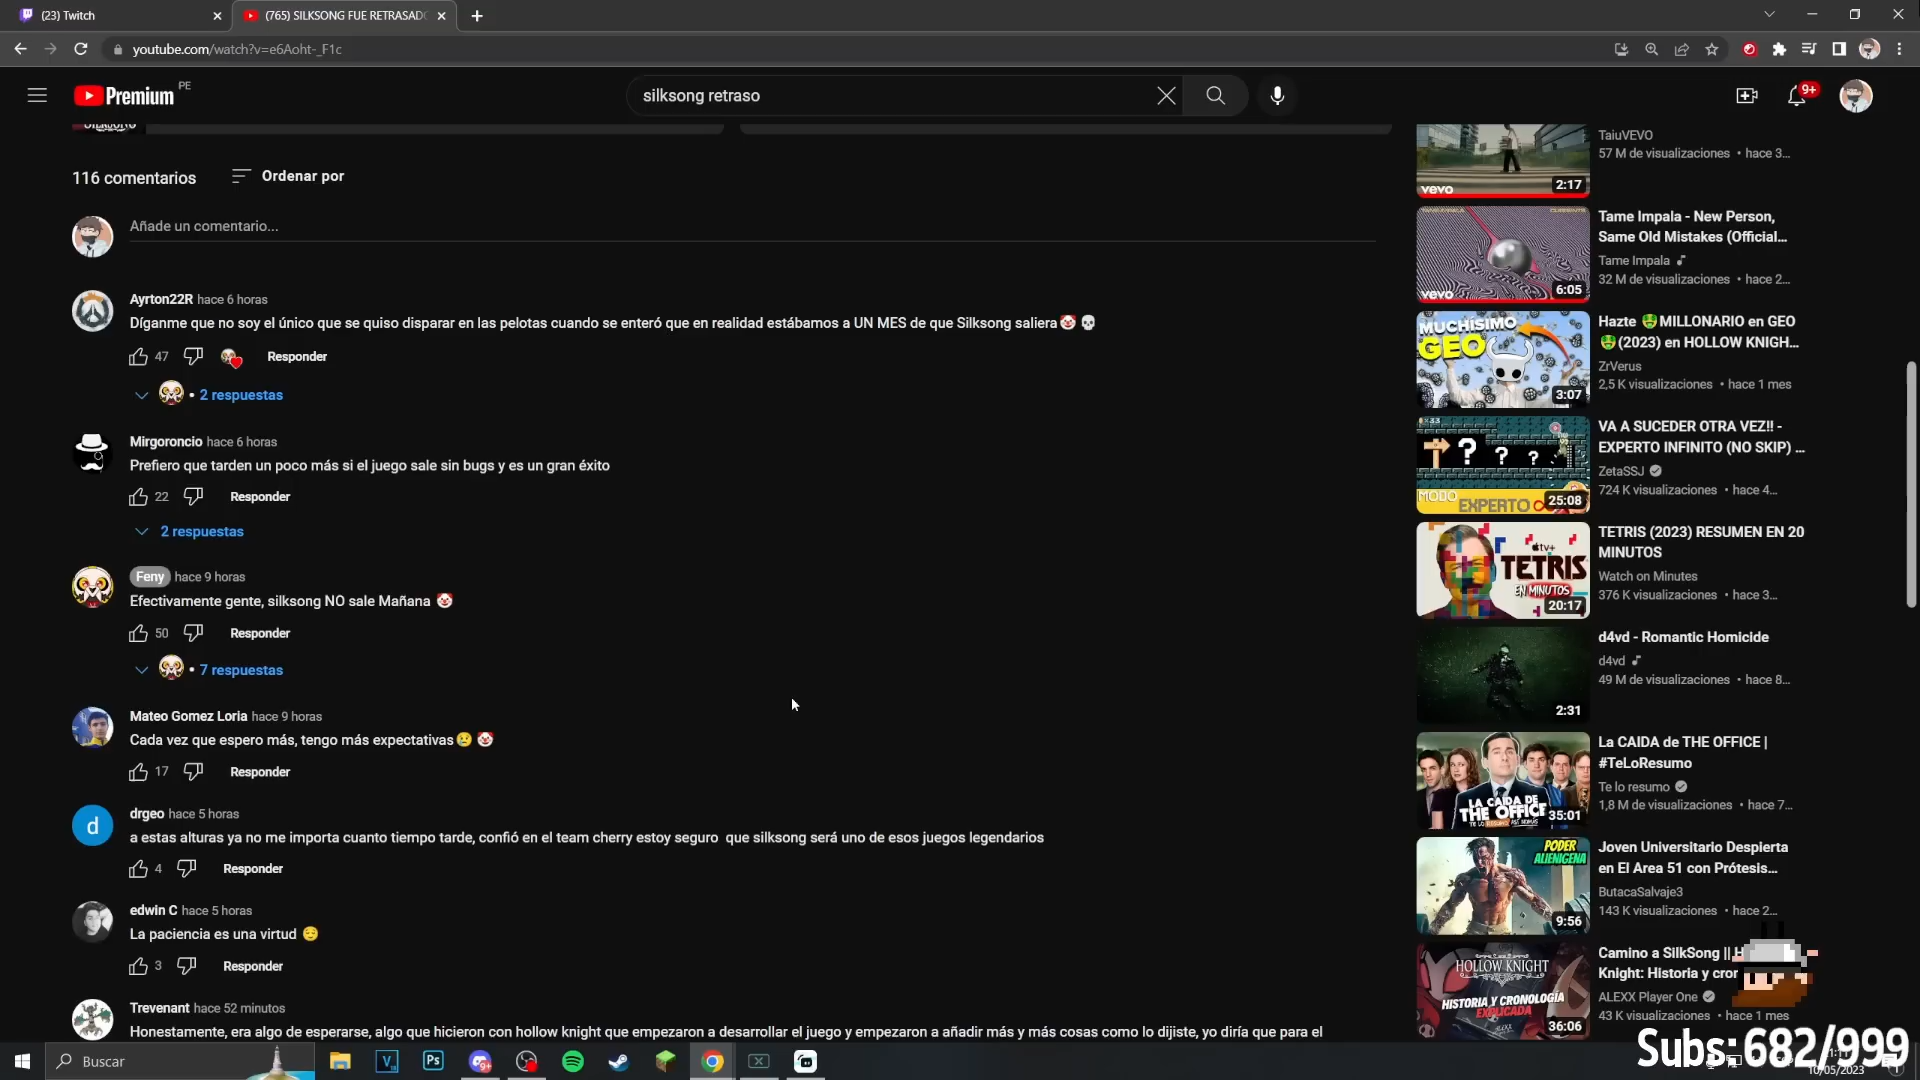 (23) Twitch
(765) SILKSONG FUE RETRASAD
youtube.com/watch?v=e6Aoht-_F1c
Premium PE
silksong retraso
9+
116 comentarios
Ordenar por
Añade un comentario...
Ayrton22R hace 6 horas
Díganme que no soy el único que se quiso disparar en las pelotas cuando se enteró que en realidad estábamos a UN MES de que Silksong saliera🤡💀
47 Responder
• 2 respuestas
Mirgoroncio hace 6 horas
Prefiero que tarden un poco más si el juego sale sin bugs y es un gran éxito
22 Responder
2 respuestas
Feny hace 9 horas
Efectivamente gente, silksong NO sale Mañana 🤡
50 Responder
• 7 respuestas
Mateo Gomez Loria hace 9 horas
Cada vez que espero más, tengo más expectativas😢🤡
17 Responder
drgeo hace 5 horas
d
a estas alturas ya no me importa cuanto tiempo tarde, confió en el team cherry estoy seguro que silksong será uno de esos juegos legendarios
4 Responder
edwin C hace 5 horas
La paciencia es una virtud 😌
3 Responder
Trevenant hace 52 minutos
Honestamente, era algo de esperarse, algo que hicieron con hollow knight que empezaron a desarrollar el juego y empezaron a añadir más y más cosas como lo dijiste, yo diría que para el
TaiuVEVO
57 M de visualizaciones • hace 3...
vevo
2:17
Tame Impala - New Person,
Same Old Mistakes (Official...
Tame Impala
32 M de visualizaciones • hace 2...
vevo
6:05
Hazte 🤑MILLONARIO en GEO
🤑(2023) en HOLLOW KNIGH...
ZrVerus
2,5 K visualizaciones • hace 1 mes
MUCHÍSIMO
GEO
3:07
VA A SUCEDER OTRA VEZ!! -
EXPERTO INFINITO (NO SKIP) ...
ZetaSSJ
724 K visualizaciones • hace 4...
? ? ?
MODO
EXPERTO
25:08
TETRIS (2023) RESUMEN EN 20
MINUTOS
Watch on Minutes
376 K visualizaciones • hace 3...
tv+
TETRIS
EN MINUTOS
20:17
d4vd - Romantic Homicide
d4vd
49 M de visualizaciones • hace 8...
2:31
La CAIDA de THE OFFICE |
#TeLoResumo
Te lo resumo
1,8 M de visualizaciones • hace 7...
LA CAIDA DE
THE OFFICE
35:01
Joven Universitario Despierta
en El Area 51 con Prótesis...
ButacaSalvaje3
143 K visualizaciones • hace 2...
PODER
ALIENIGENA
9:56
Camino a SilkSong || H
Knight: Historia y cror
ALEXX Player One
43 K visualizaciones • hace 1 mes
HOLLOW KNIGHT
HISTORIA Y CRONOLOGÍA
EXPLICADA
36:06
Subs: 682/999
Buscar
Ps
10/05/2023